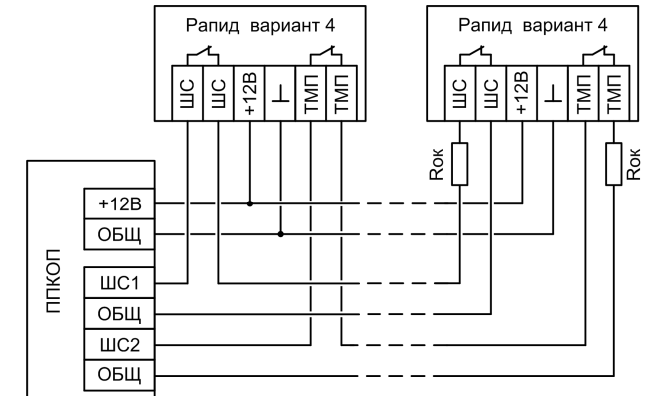 Рапид вариант 4
Рапид вариант 4
ШС ШС +12В ⊥ ТМП ТМП
ШС ШС +12В ⊥ ТМП ТМП
Rок
Rок
ППКОП
+12В
ОБЩ
ШС1
ОБЩ
ШС2
ОБЩ